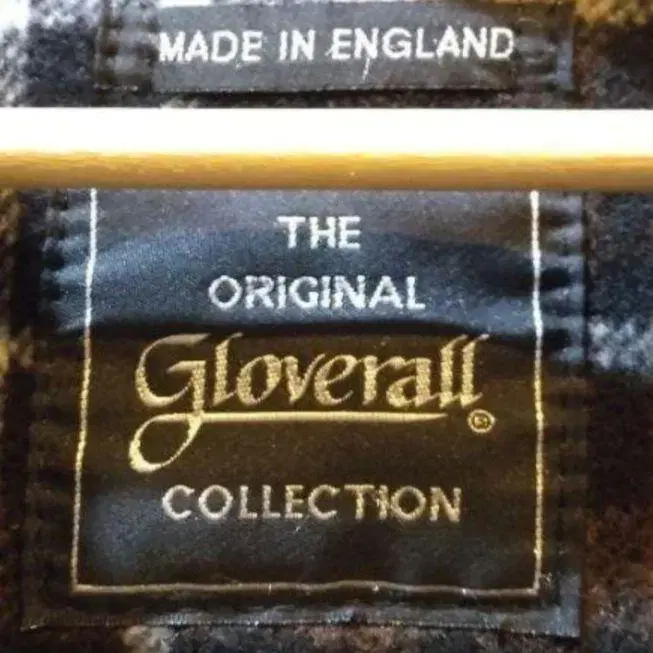 MADE IN ENGLAND
THE
ORIGINAL
Gloverall®
COLLECTION